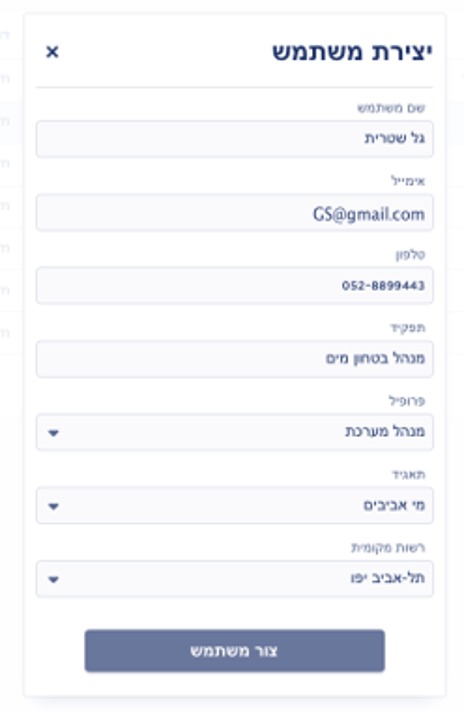 יצירת משתמש
שם משתמש
גל שטרית
אימייל
GS@gmail.com
טלפון
052-8899443
תפקיד
מנהל בטחון מים
פרופיל
מנהל מערכת
תאגיד
מי אביבים
רשות מקומית
תל-אביב יפו
צור משתמש